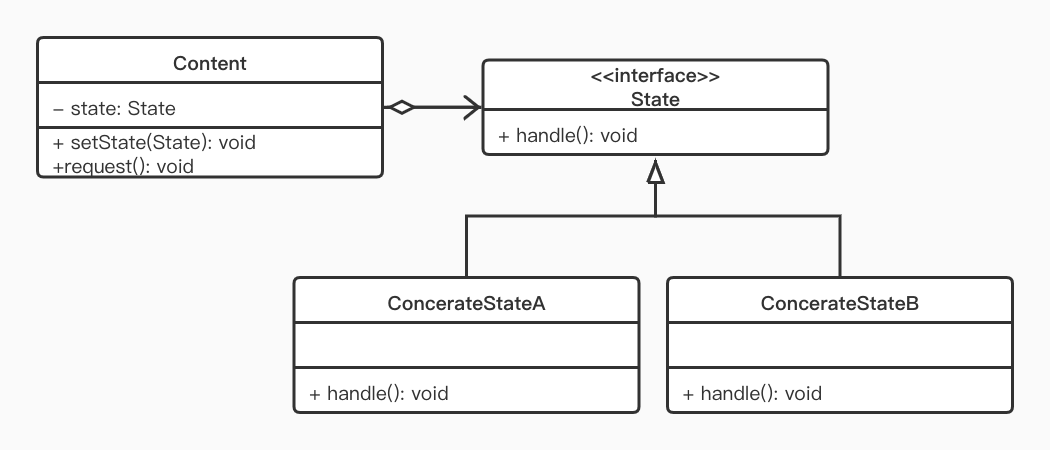 Content
– state: State
+ setState(State): void
+request(): void
<<interface>>
State
+ handle(): void
ConcerateStateA
+ handle(): void
ConcerateStateB
+ handle(): void